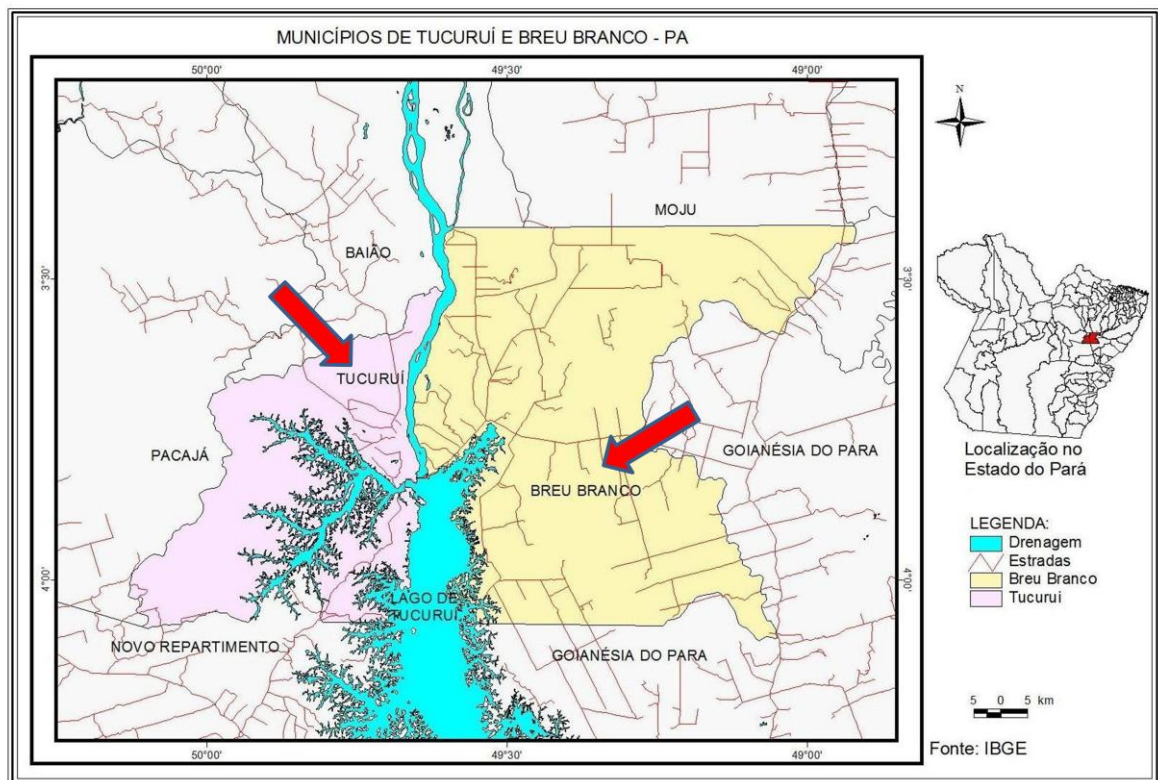 MUNICÍPIOS DE TUCURUÍ E BREU BRANCO - PA
50°00'
49°30'
49°00'
N
MOJU
BAIÃO
3°30'
3°30'
TUCURUÍ
PACAJÁ
GOIANÉSIA DO PARA
BREU BRANCO
Localização no
Estado do Pará
LEGENDA:
Drenagem
Estradas
Breu Branco
Tucurui
4°00'
4°00'
LAGO DE
TUCURUÍ
NOVO REPARTIMENTO
GOIANÉSIA DO PARA
5 0 5 km
50°00'
49°30'
49°00'
Fonte: IBGE